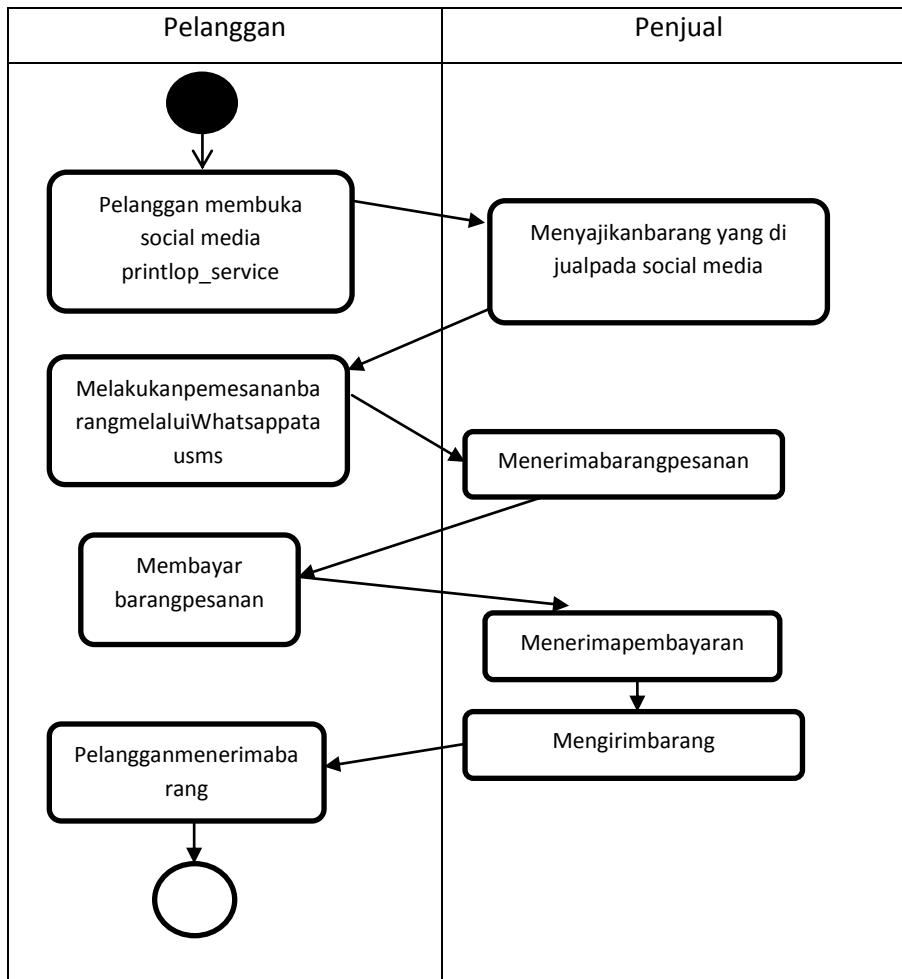 Pelanggan
Penjual
Pelanggan membuka
social media
printlop_service
Menyajikanbarang yang di
jualpada social media
Melakukanpemesananba
rangmelaluiWhatsappata
usms
Menerimabarangpesanan
Membayar
barangpesanan
Menerimapembayaran
Mengirimbarang
Pelangganmenerimaba
rang